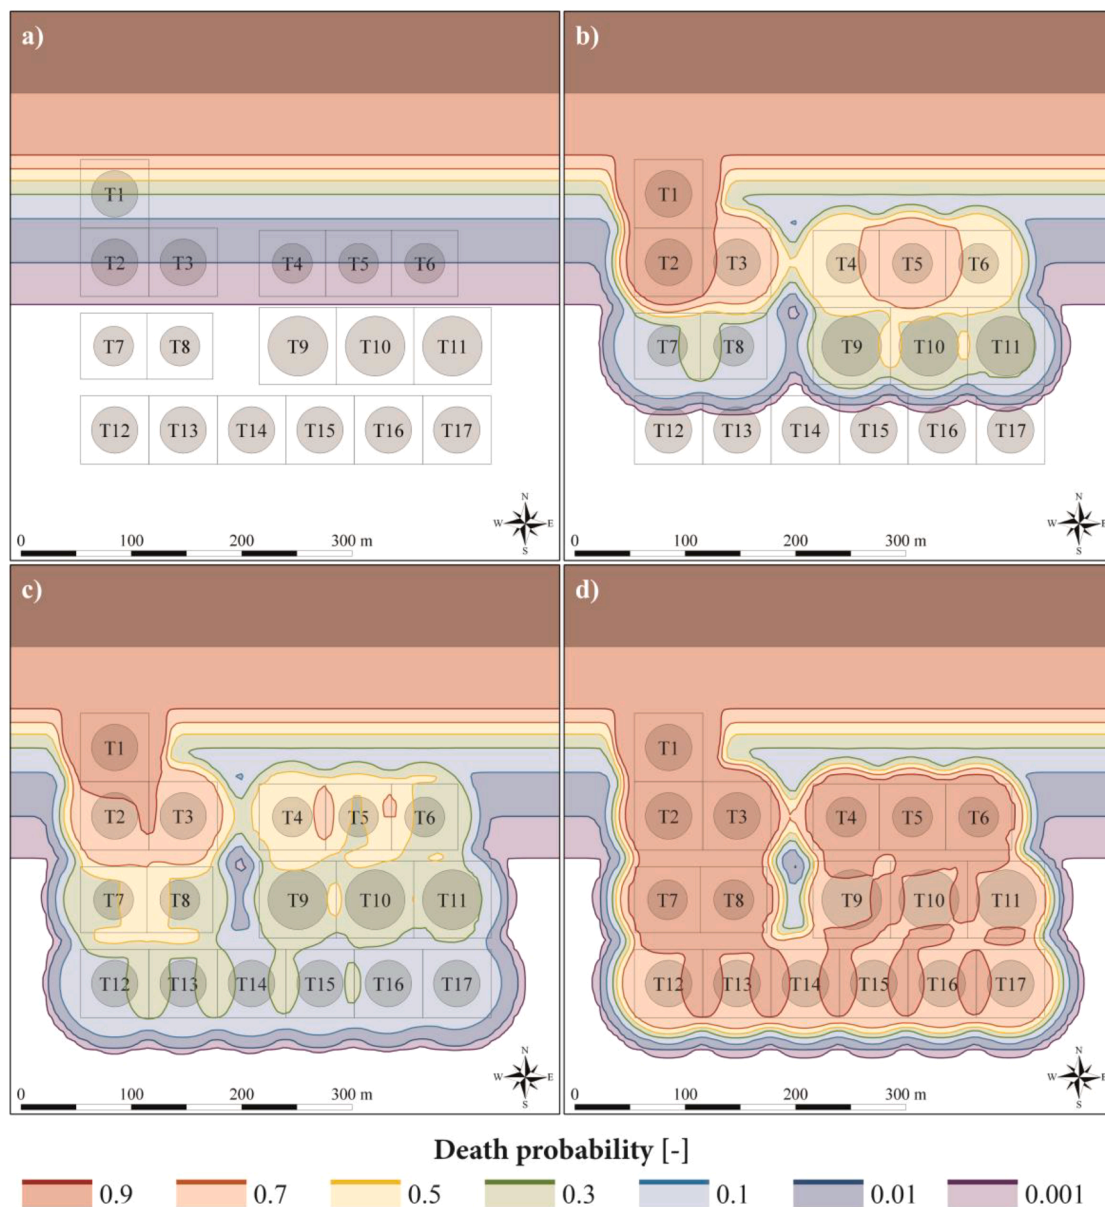 a)
T1
T2 T3 T4 T5 T6
T7 T8 T9 T10 T11
T12 T13 T14 T15 T16 T17
N
W E
S
0 100 200 300 m
b)
T1
T2 T3 T4 T5 T6
T7 T8 T9 T10 T11
T12 T13 T14 T15 T16 T17
N
W E
S
0 100 200 300 m
c)
T1
T2 T3 T4 T5 T6
T7 T8 T9 T10 T11
T12 T13 T14 T15 T16 T17
N
W E
S
0 100 200 300 m
d)
T1
T2 T3 T4 T5 T6
T7 T8 T9 T10 T11
T12 T13 T14 T15 T16 T17
N
W E
S
0 100 200 300 m
Death probability [-]
0.9 0.7 0.5 0.3 0.1 0.01 0.001